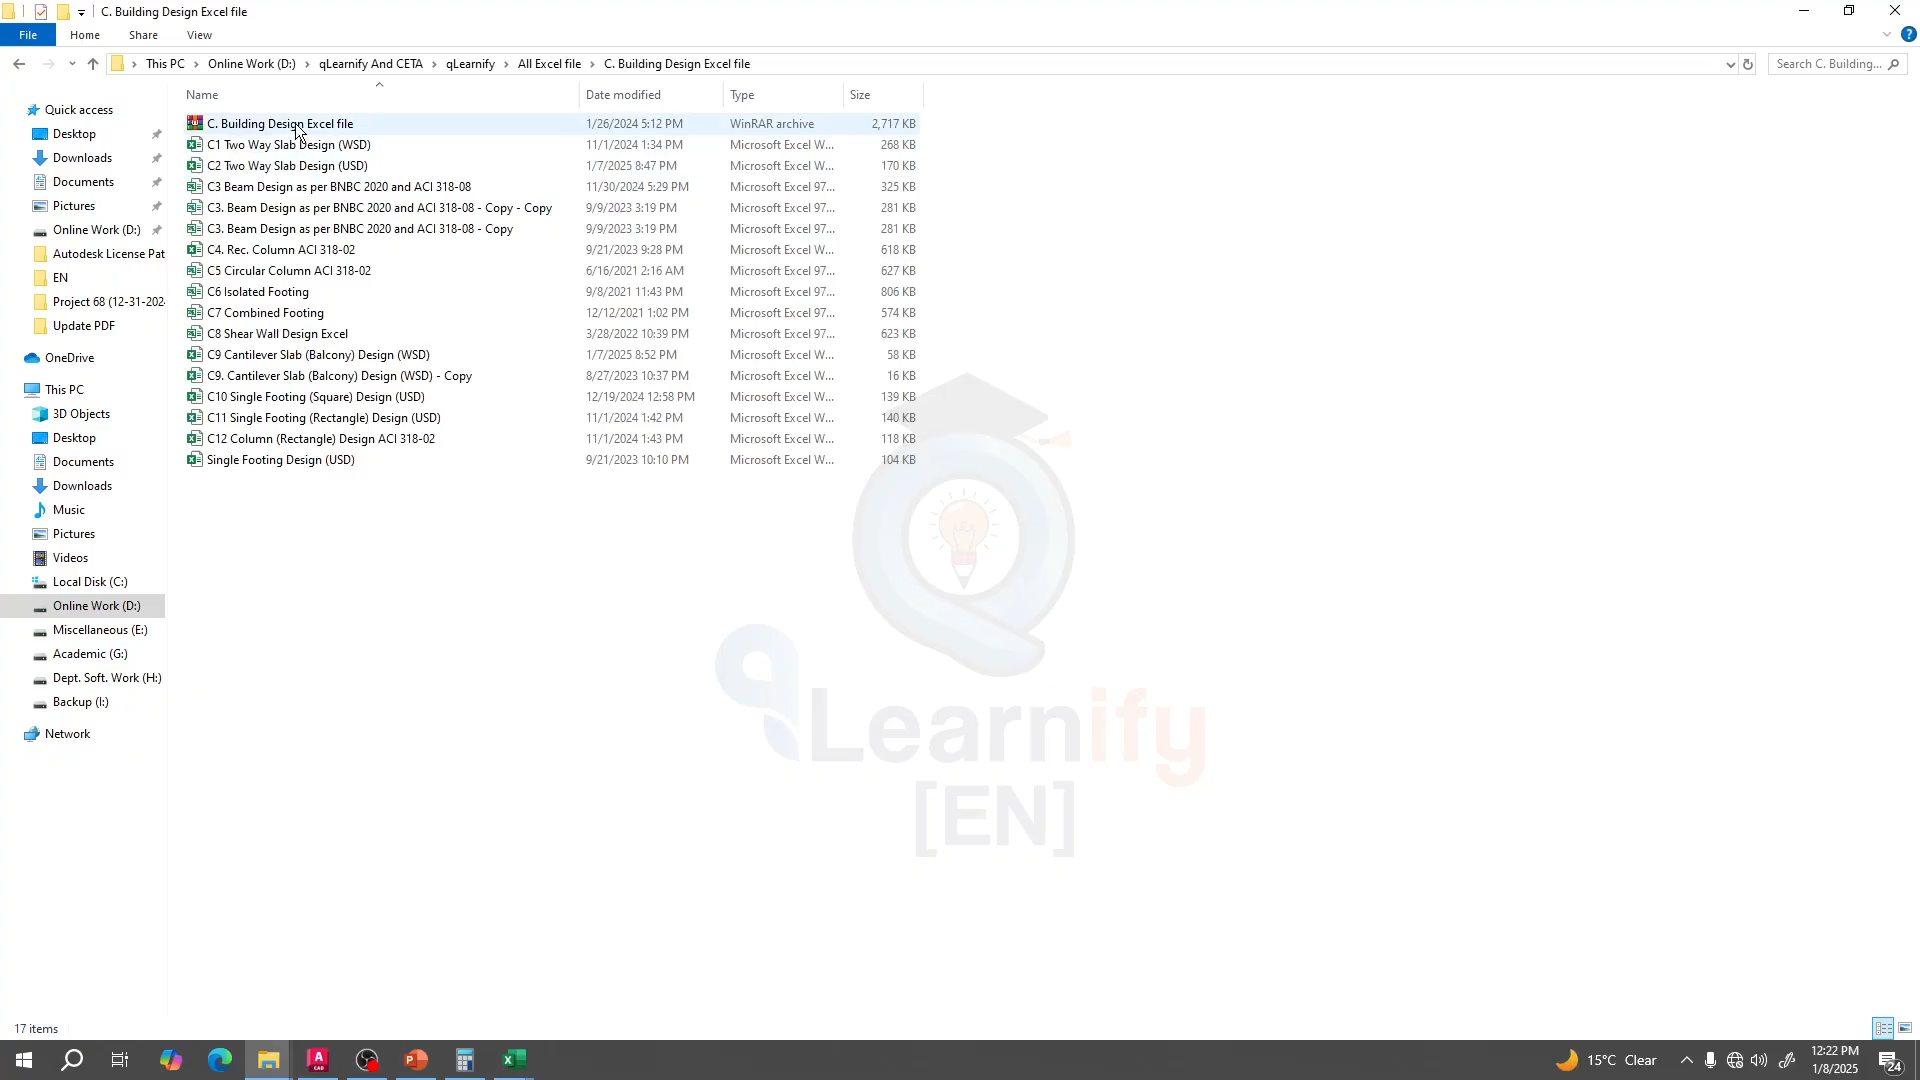 C. Building Design Excel file
File Home Share View
This PC Online Work (D:) qLearnify And CETA qLearnify All Excel file C. Building Design Excel file Search C. Building...
Name Date modified Type Size
C. Building Design Excel file 1/26/2024 5:12 PM WinRAR archive 2,717 KB
C1 Two Way Slab Design (WSD) 11/1/2024 1:34 PM Microsoft Excel W... 268 KB
C2 Two Way Slab Design (USD) 1/7/2025 8:47 PM Microsoft Excel W... 170 KB
C3 Beam Design as per BNBC 2020 and ACI 318-08 11/30/2024 5:29 PM Microsoft Excel 97... 325 KB
C3. Beam Design as per BNBC 2020 and ACI 318-08 - Copy - Copy 9/9/2023 3:19 PM Microsoft Excel 97... 281 KB
C3. Beam Design as per BNBC 2020 and ACI 318-08 - Copy 9/9/2023 3:19 PM Microsoft Excel 97... 281 KB
C4. Rec. Column ACI 318-02 9/21/2023 9:28 PM Microsoft Excel W... 618 KB
C5 Circular Column ACI 318-02 6/16/2021 2:16 AM Microsoft Excel 97... 627 KB
C6 Isolated Footing 9/8/2021 11:43 PM Microsoft Excel 97... 806 KB
C7 Combined Footing 12/12/2021 1:02 PM Microsoft Excel 97... 574 KB
C8 Shear Wall Design Excel 3/28/2022 10:39 PM Microsoft Excel 97... 623 KB
C9 Cantilever Slab (Balcony) Design (WSD) 1/7/2025 8:52 PM Microsoft Excel W... 58 KB
C9. Cantilever Slab (Balcony) Design (WSD) - Copy 8/27/2023 10:37 PM Microsoft Excel W... 16 KB
C10 Single Footing (Square) Design (USD) 12/19/2024 12:58 PM Microsoft Excel W... 139 KB
C11 Single Footing (Rectangle) Design (USD) 11/1/2024 1:42 PM Microsoft Excel W... 140 KB
C12 Column (Rectangle) Design ACI 318-02 11/1/2024 1:43 PM Microsoft Excel W... 118 KB
Single Footing Design (USD) 9/21/2023 10:10 PM Microsoft Excel W... 104 KB
Quick access
Desktop
Downloads
Documents
Pictures
Online Work (D:)
Autodesk License Pat
EN
Project 68 (12-31-202
Update PDF
OneDrive
This PC
3D Objects
Desktop
Documents
Downloads
Music
Pictures
Videos
Local Disk (C:)
Online Work (D:)
Miscellaneous (E:)
Academic (G:)
Dept. Soft. Work (H:)
Backup (I:)
Network
qLearnify
[EN]
17 items
15°C Clear
12:22 PM
1/8/2025
24